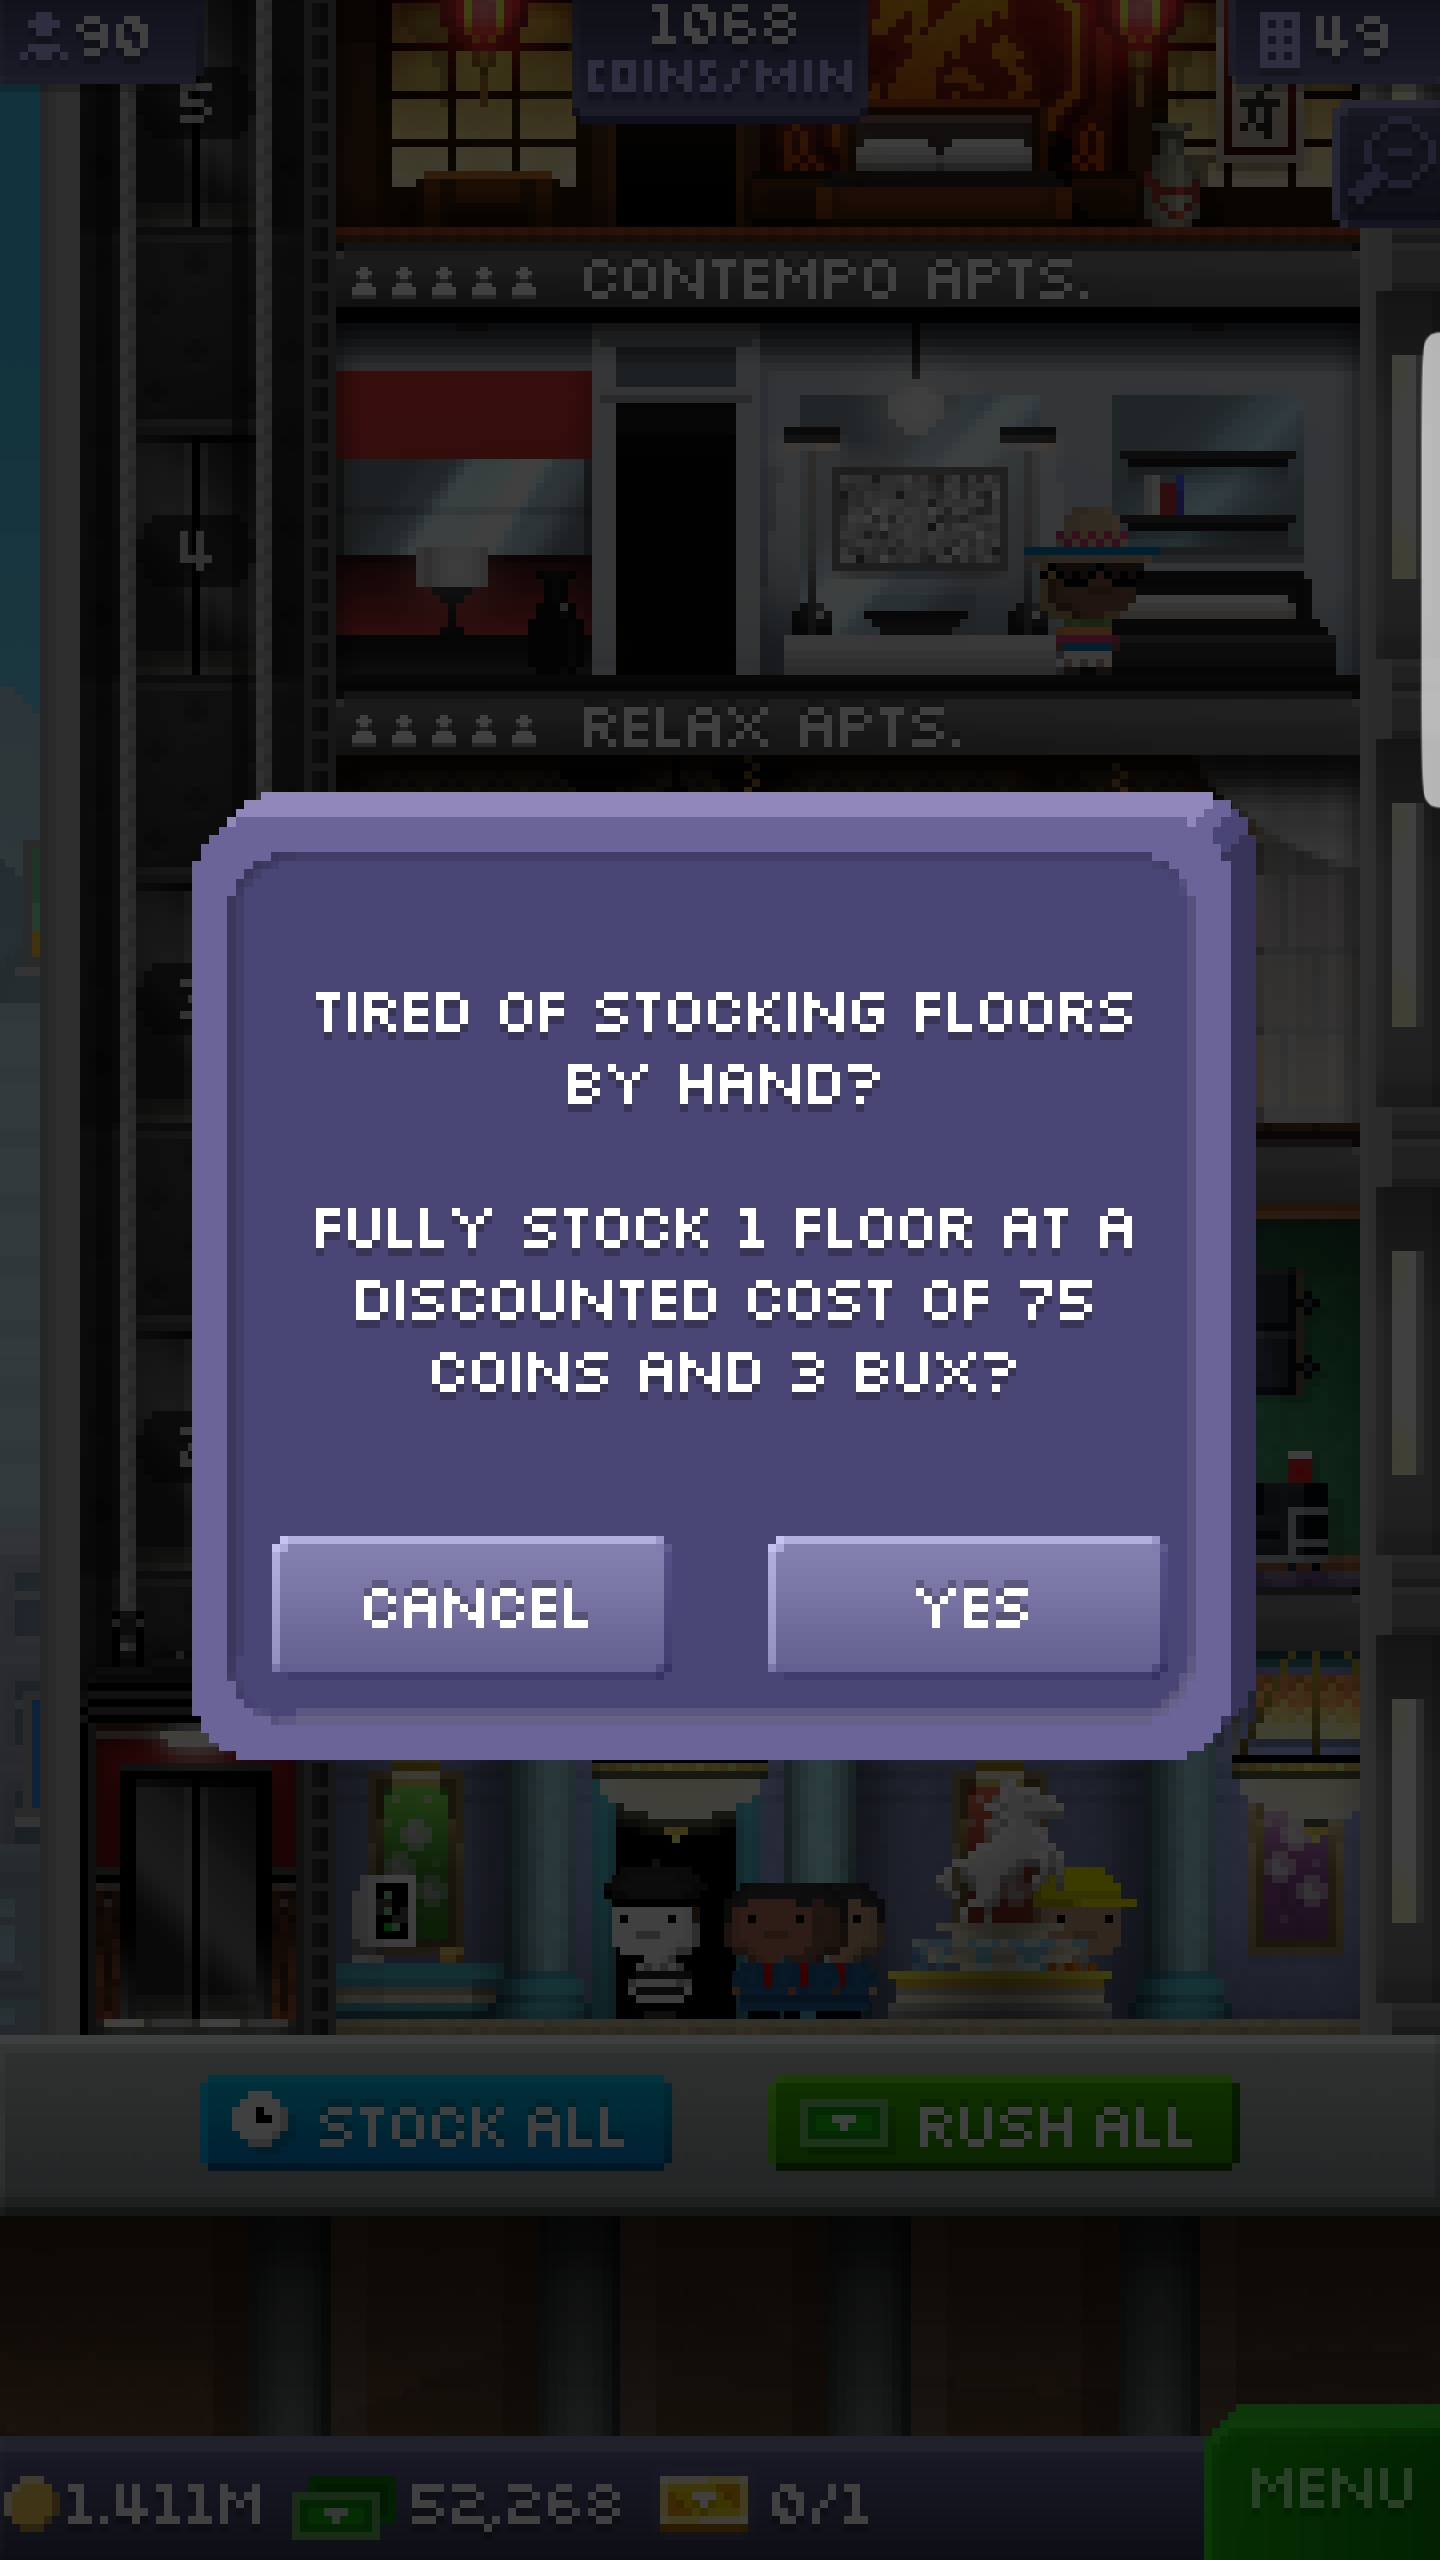 90
1068
COINS/MIN
49
5
CONTEMPO APTS.
4
RELAX APTS.
TIRED OF STOCKING FLOORS
BY HAND?
FULLY STOCK 1 FLOOR AT A
DISCOUNTED COST OF 75
COINS AND 3 BUX?
CANCEL
YES
STOCK ALL
RUSH ALL
1.411M
52,268
0/1
MENU